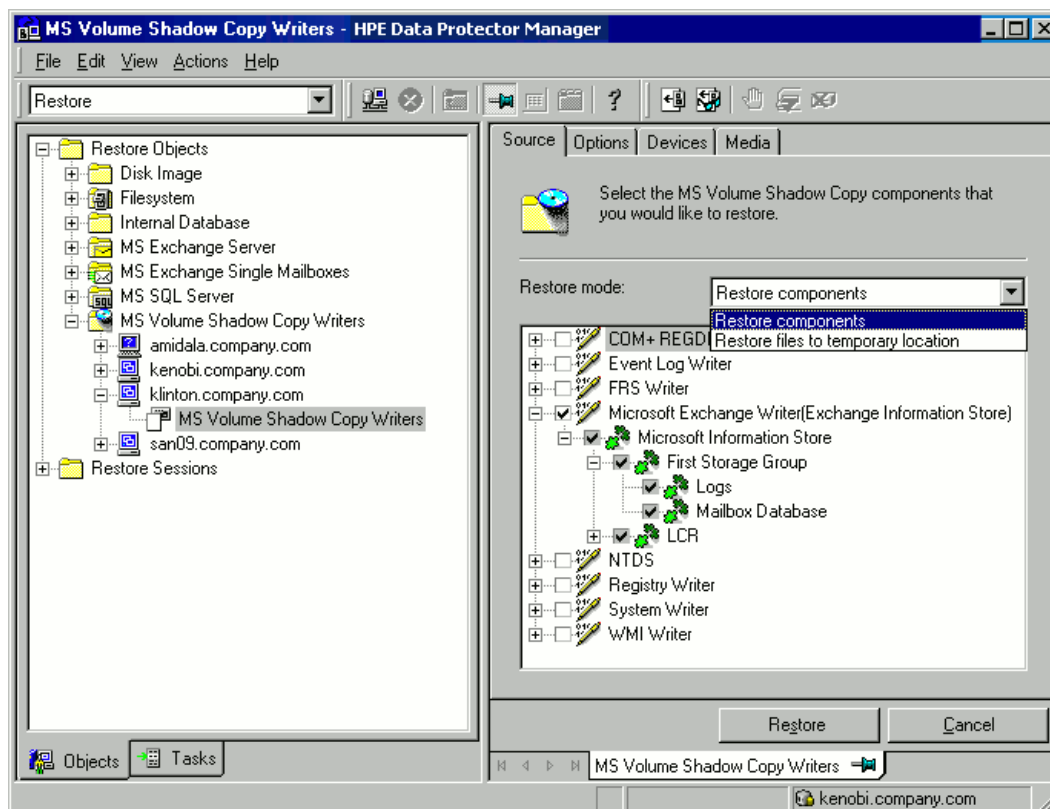 MS Volume Shadow Copy Writers - HPE Data Protector Manager
File Edit View Actions Help
Restore
Restore Objects
Disk Image
Filesystem
Internal Database
MS Exchange Server
MS Exchange Single Mailboxes
MS SQL Server
MS Volume Shadow Copy Writers
amidala.company.com
kenobi.company.com
klinton.company.com
MS Volume Shadow Copy Writers
san09.company.com
Restore Sessions
Objects Tasks
Source Options Devices Media
Select the MS Volume Shadow Copy components that
you would like to restore.
Restore mode: Restore components
Restore components
Restore files to temporary location
COM+ REGD
Event Log Writer
FRS Writer
Microsoft Exchange Writer(Exchange Information Store)
Microsoft Information Store
First Storage Group
Logs
Mailbox Database
LCR
NTDS
Registry Writer
System Writer
WMI Writer
Restore Cancel
MS Volume Shadow Copy Writers
kenobi.company.com